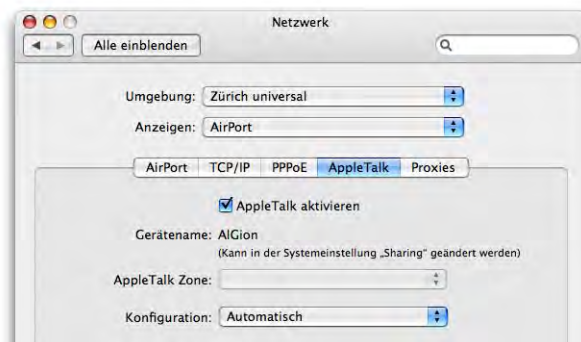 Netzwerk
Alle einblenden
Umgebung: Zürich universal
Anzeigen: AirPort
AirPort TCP/IP PPPoE AppleTalk Proxies
AppleTalk aktivieren
Gerätename: AlGion
(Kann in der Systemeinstellung „Sharing“ geändert werden)
AppleTalk Zone:
Konfiguration: Automatisch